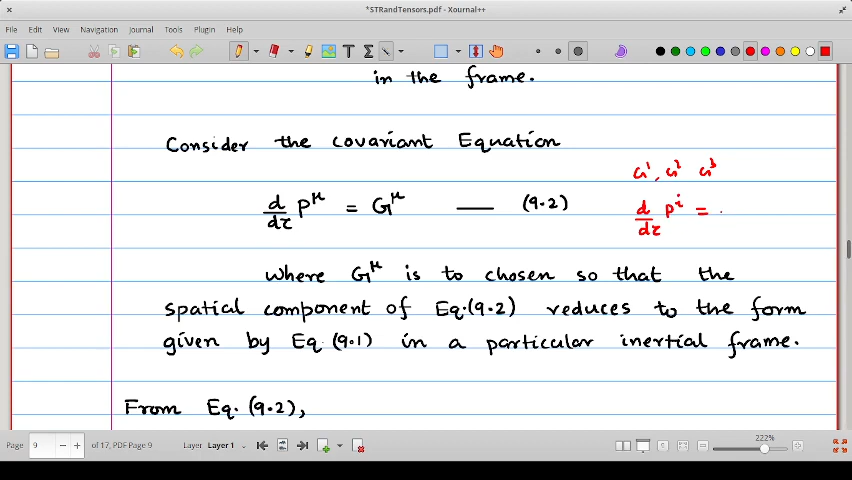 *STRandTensors.pdf - Xournal++
File Edit View Navigation Journal Tools Plugin Help
in the frame.
Consider the covariant Equation
G¹, G² G³
d/dτ P^μ = G^μ —— (9.2)
d/dτ P^i =
where G^μ is to chosen so that the
spatial component of Eq.(9.2) reduces to the form
given by Eq.(9.1) in a particular inertial frame.
From Eq.(9.2),
Page 9 of 17, PDF Page 9 Layer Layer 1 222%